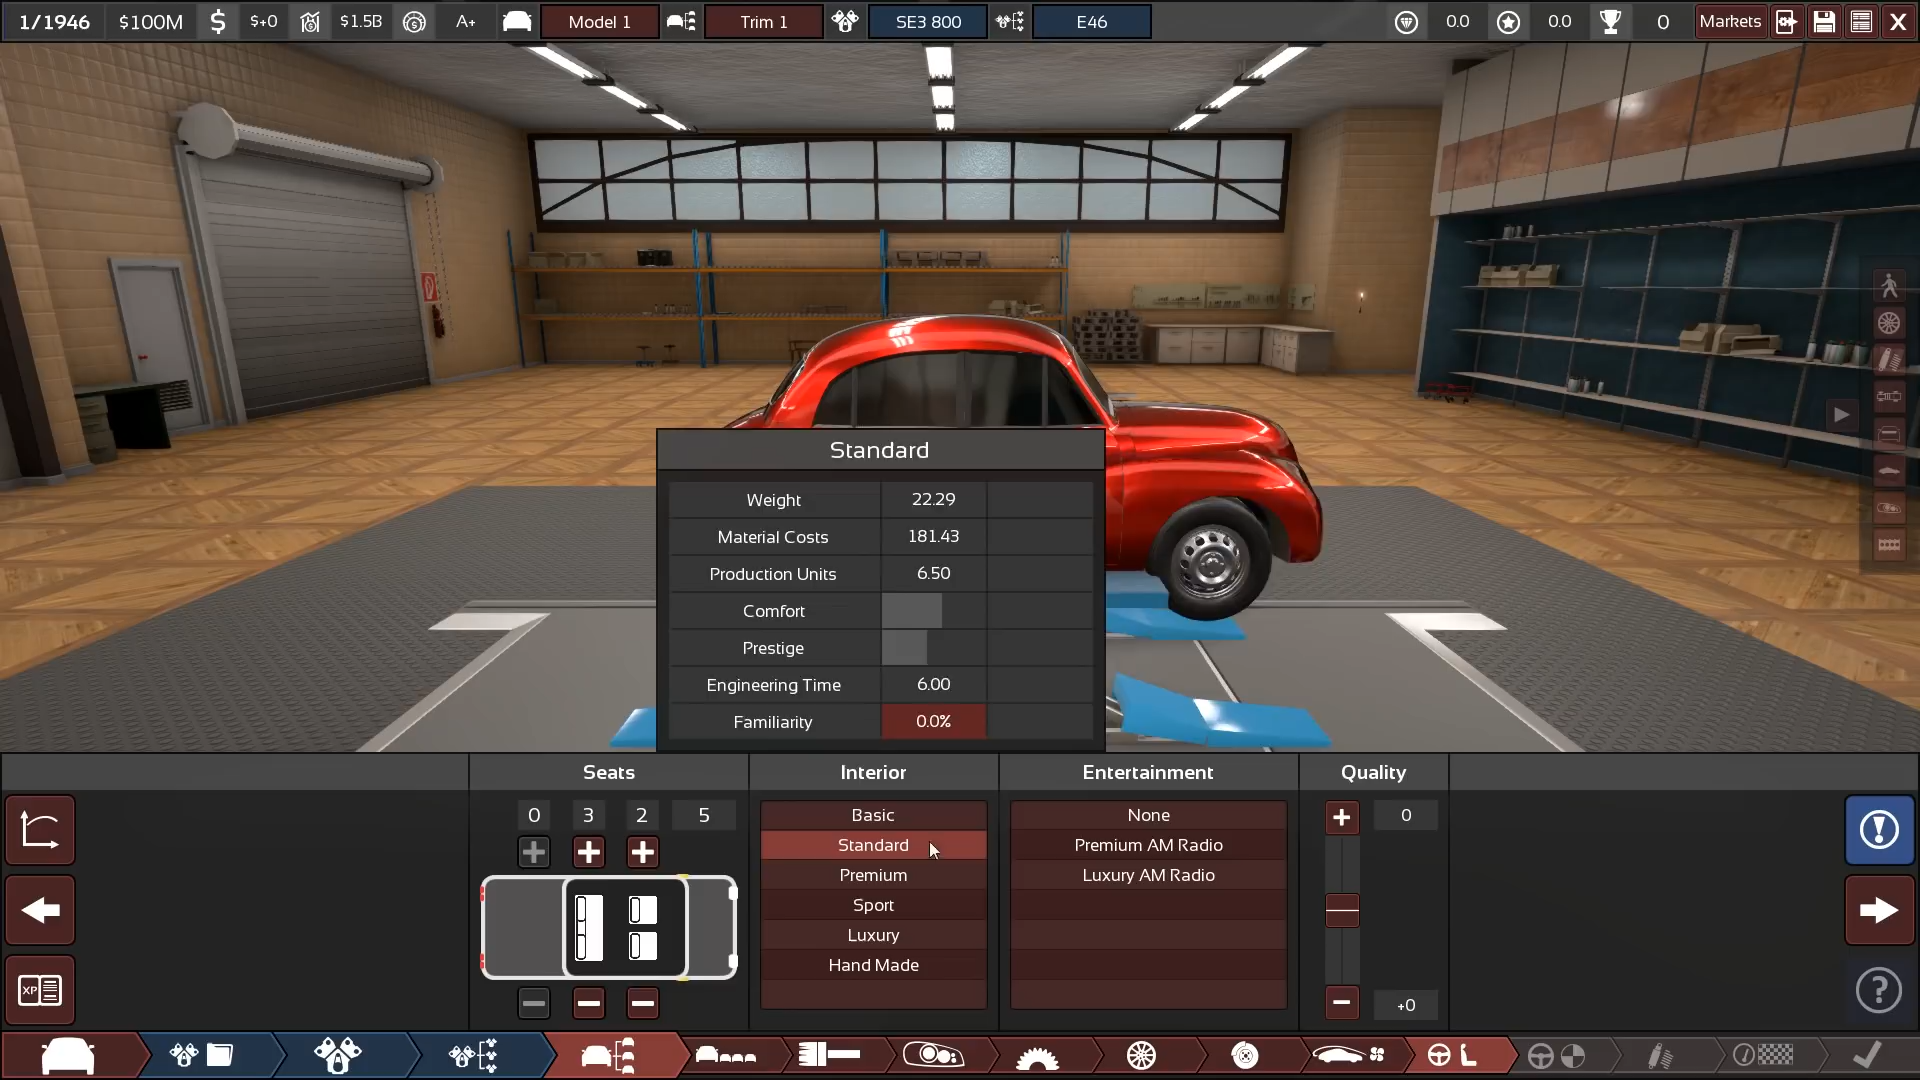 1/1946 $100M $+0 $1.5B A+ Model 1 Trim 1 SE3 800 E46 0.0 0.0 0 Markets
Standard
Weight 22.29
Material Costs 181.43
Production Units 6.50
Comfort
Prestige
Engineering Time 6.00
Familiarity 0.0%
Seats Interior Entertainment Quality
0 3 2 5 Basic None 0
Standard Premium AM Radio
Premium Luxury AM Radio
Sport
Luxury
Hand Made
+0
XP